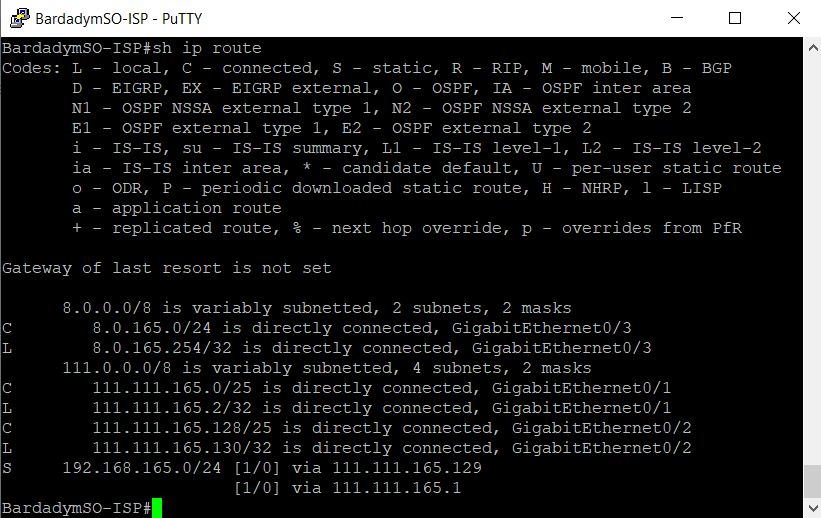 BardadymSO-ISP - PuTTY
BardadymSO-ISP#sh ip route
Codes: L - local, C - connected, S - static, R - RIP, M - mobile, B - BGP
       D - EIGRP, EX - EIGRP external, O - OSPF, IA - OSPF inter area
       N1 - OSPF NSSA external type 1, N2 - OSPF NSSA external type 2
       E1 - OSPF external type 1, E2 - OSPF external type 2
       i - IS-IS, su - IS-IS summary, L1 - IS-IS level-1, L2 - IS-IS level-2
       ia - IS-IS inter area, * - candidate default, U - per-user static route
       o - ODR, P - periodic downloaded static route, H - NHRP, l - LISP
       a - application route
       + - replicated route, % - next hop override, p - overrides from PfR
Gateway of last resort is not set
      8.0.0.0/8 is variably subnetted, 2 subnets, 2 masks
C        8.0.165.0/24 is directly connected, GigabitEthernet0/3
L        8.0.165.254/32 is directly connected, GigabitEthernet0/3
      111.0.0.0/8 is variably subnetted, 4 subnets, 2 masks
C        111.111.165.0/25 is directly connected, GigabitEthernet0/1
L        111.111.165.2/32 is directly connected, GigabitEthernet0/1
C        111.111.165.128/25 is directly connected, GigabitEthernet0/2
L        111.111.165.130/32 is directly connected, GigabitEthernet0/2
S     192.168.165.0/24 [1/0] via 111.111.165.129
                       [1/0] via 111.111.165.1
BardadymSO-ISP#